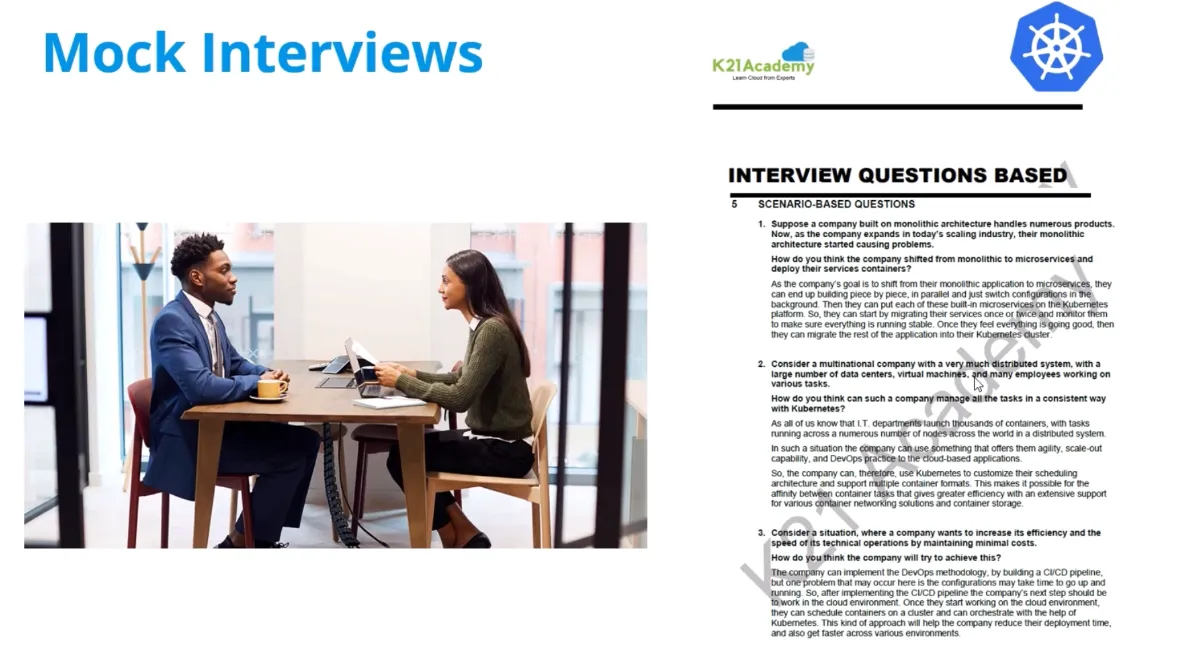 Mock Interviews
K21Academy
Learn Cloud from Experts
INTERVIEW QUESTIONS BASED
5 SCENARIO-BASED QUESTIONS
1. Suppose a company built on monolithic architecture handles numerous products.
Now, as the company expands in today's scaling industry, their monolithic
architecture started causing problems.
How do you think the company shifted from monolithic to microservices and
deploy their services containers?
As the company's goal is to shift from their monolithic application to microservices, they
can end up building piece by piece, in parallel and just switch configurations in the
background. Then they can put each of these built-in microservices on the Kubernetes
platform. So, they can start by migrating their services once or twice and monitor them
to make sure everything is running stable. Once they feel everything is going good, then
they can migrate the rest of the application into their Kubernetes cluster.
2. Consider a multinational company with a very much distributed system, with a
large number of data centers, virtual machines, and many employees working on
various tasks.
How do you think can such a company manage all the tasks in a consistent way
with Kubernetes?
As all of us know that I.T. departments launch thousands of containers, with tasks
running across a numerous number of nodes across the world in a distributed system.
In such a situation the company can use something that offers them agility, scale-out
capability, and DevOps practice to the cloud-based applications.
So, the company can, therefore, use Kubernetes to customize their scheduling
architecture and support multiple container formats. This makes it possible for the
affinity between container tasks that gives greater efficiency with an extensive support
for various container networking solutions and container storage.
3. Consider a situation, where a company wants to increase its efficiency and the
speed of its technical operations by maintaining minimal costs.
How do you think the company will try to achieve this?
The company can implement the DevOps methodology, by building a CI/CD pipeline,
but one problem that may occur here is the configurations may take time to go up and
running. So, after implementing the CI/CD pipeline the company's next step should be
to work in the cloud environment. Once they start working on the cloud environment,
they can schedule containers on a cluster and can orchestrate with the help of
Kubernetes. This kind of approach will help the company reduce their deployment time,
and also get faster across various environments.
K21 Academy